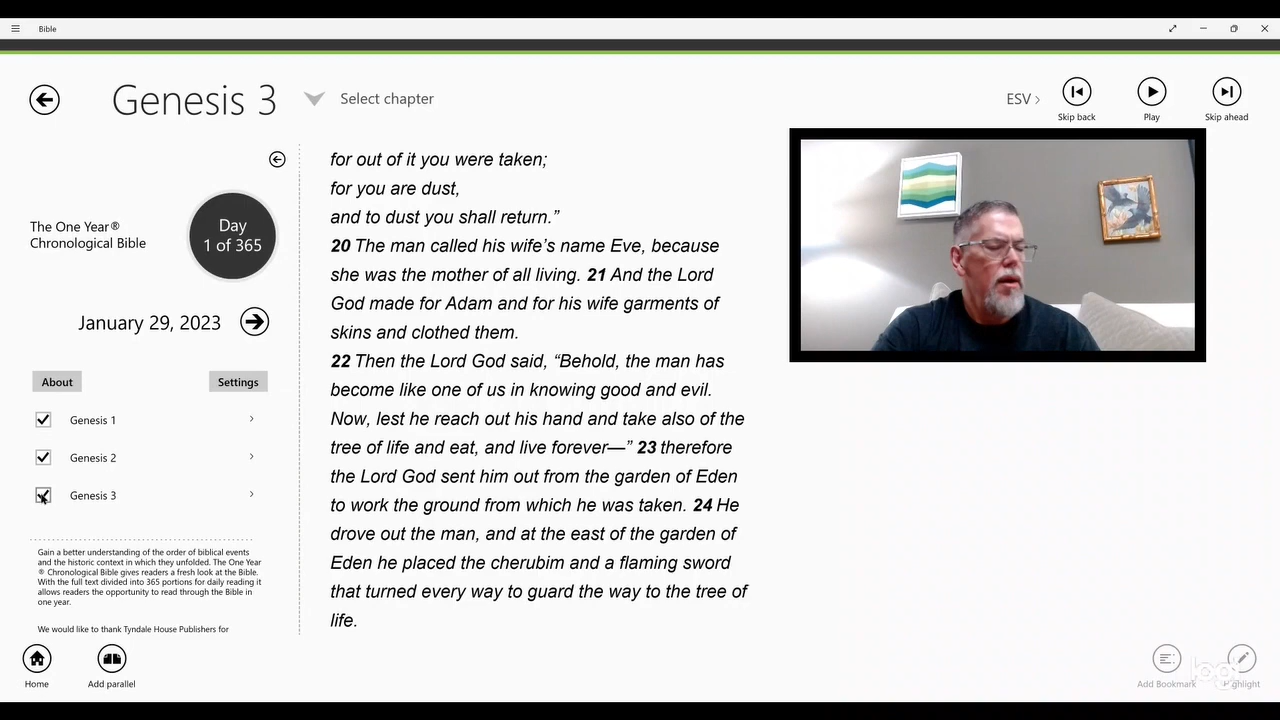 Bible
Genesis 3
Select chapter
ESV
Skip back
Play
Skip ahead
The One Year®
Chronological Bible
Day
1 of 365
January 29, 2023
About
Settings
Genesis 1
Genesis 2
Genesis 3
Gain a better understanding of the order of biblical events
and the historic context in which they unfolded. The One Year
® Chronological Bible gives readers a fresh look at the Bible.
With the full text divided into 365 portions for daily reading it
allows readers the opportunity to read through the Bible in
one year.
We would like to thank Tyndale House Publishers for
for out of it you were taken;
for you are dust,
and to dust you shall return.”
20 The man called his wife’s name Eve, because
she was the mother of all living. 21 And the Lord
God made for Adam and for his wife garments of
skins and clothed them.
22 Then the Lord God said, “Behold, the man has
become like one of us in knowing good and evil.
Now, lest he reach out his hand and take also of the
tree of life and eat, and live forever—” 23 therefore
the Lord God sent him out from the garden of Eden
to work the ground from which he was taken. 24 He
drove out the man, and at the east of the garden of
Eden he placed the cherubim and a flaming sword
that turned every way to guard the way to the tree of
life.
Home
Add parallel
Add Bookmark
Highlight
logi